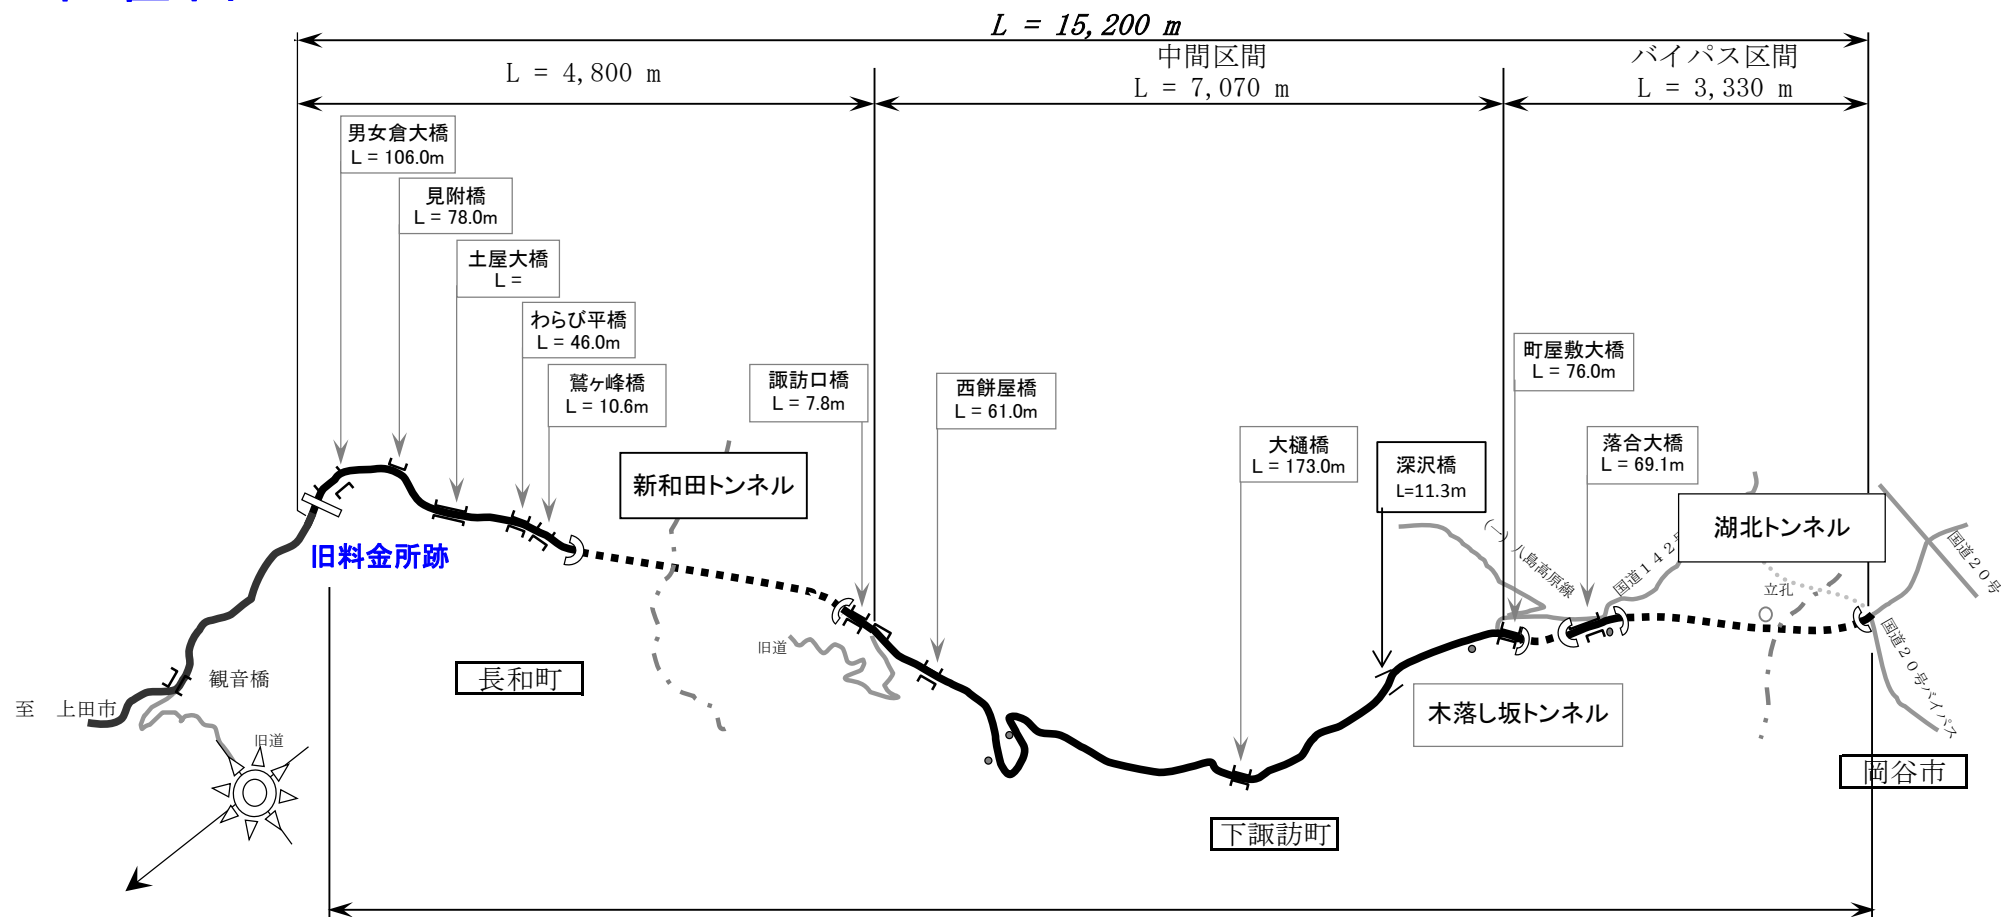 L = 15,200 m
L = 4,800 m
中間区間
L = 7,070 m
バイパス区間
L = 3,330 m
男女倉大橋
L = 106.0m
見附橋
L = 78.0m
土屋大橋
L =
わらび平橋
L = 46.0m
鷲ヶ峰橋
L = 10.6m
諏訪口橋
L = 7.8m
西餅屋橋
L = 61.0m
町屋敷大橋
L = 76.0m
落合大橋
L = 69.1m
大樋橋
L = 173.0m
深沢橋
L=11.3m
新和田トンネル
湖北トンネル
(一)八島高原線
国道142号
国道20号
立孔
旧料金所跡
旧道
国道20号バイパス
長和町
観音橋
至 上田市
木落し坂トンネル
旧道
岡谷市
下諏訪町